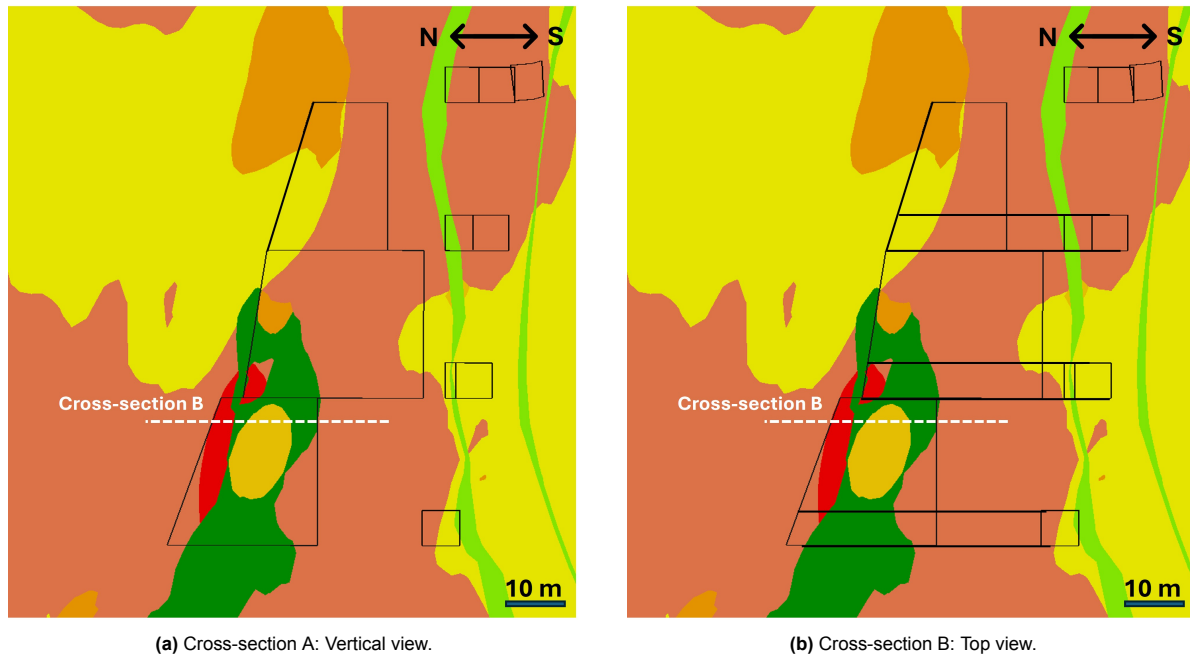 N S
Cross-section B
10 m
(a) Cross-section A: Vertical view.
N S
Cross-section B
10 m
(b) Cross-section B: Top view.